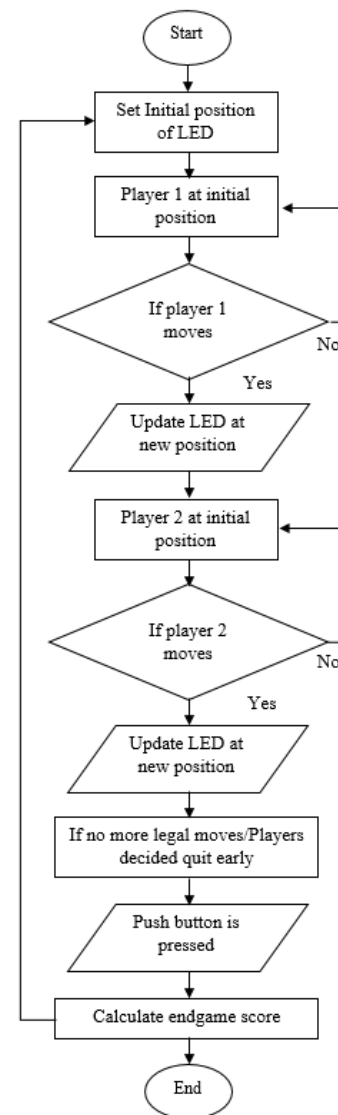 Start
Set Initial position
of LED
Player 1 at initial
position
If player 1
moves
No
Yes
Update LED at
new position
Player 2 at initial
position
If player 2
moves
No
Yes
Update LED at
new position
If no more legal moves/Players
decided quit early
Push button is
pressed
Calculate endgame score
End